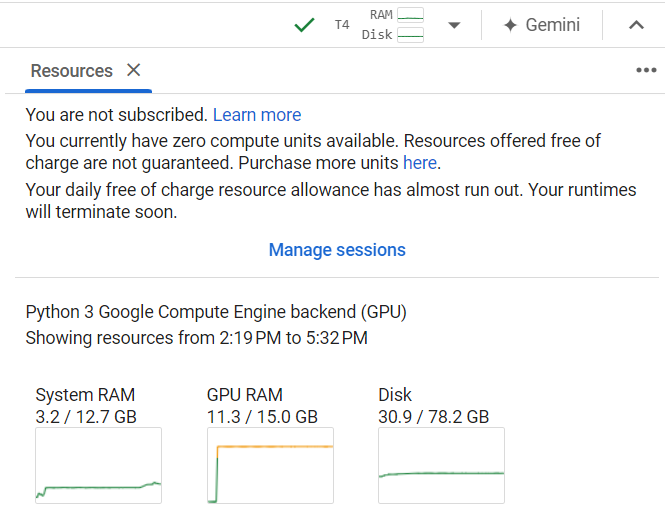 T4
RAM
Disk
Gemini
Resources
You are not subscribed. Learn more
You currently have zero compute units available. Resources offered free of
charge are not guaranteed. Purchase more units here.
Your daily free of charge resource allowance has almost run out. Your runtimes
will terminate soon.
Manage sessions
Python 3 Google Compute Engine backend (GPU)
Showing resources from 2:19 PM to 5:32 PM
System RAM
3.2 / 12.7 GB
GPU RAM
11.3 / 15.0 GB
Disk
30.9 / 78.2 GB